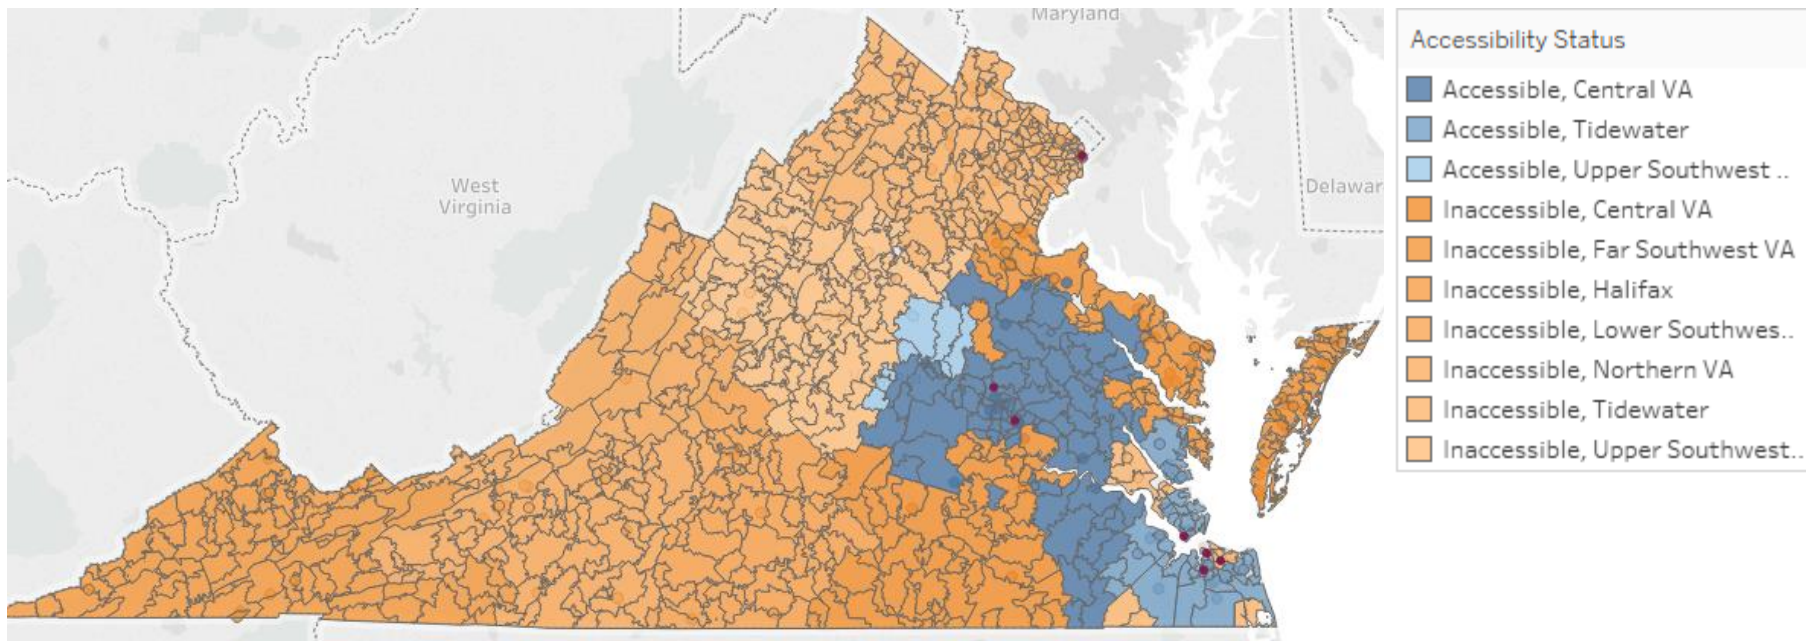 Maryland
West
Virginia
Delawar
Accessibility Status
Accessible, Central VA
Accessible, Tidewater
Accessible, Upper Southwest ..
Inaccessible, Central VA
Inaccessible, Far Southwest VA
Inaccessible, Halifax
Inaccessible, Lower Southwes..
Inaccessible, Northern VA
Inaccessible, Tidewater
Inaccessible, Upper Southwest..